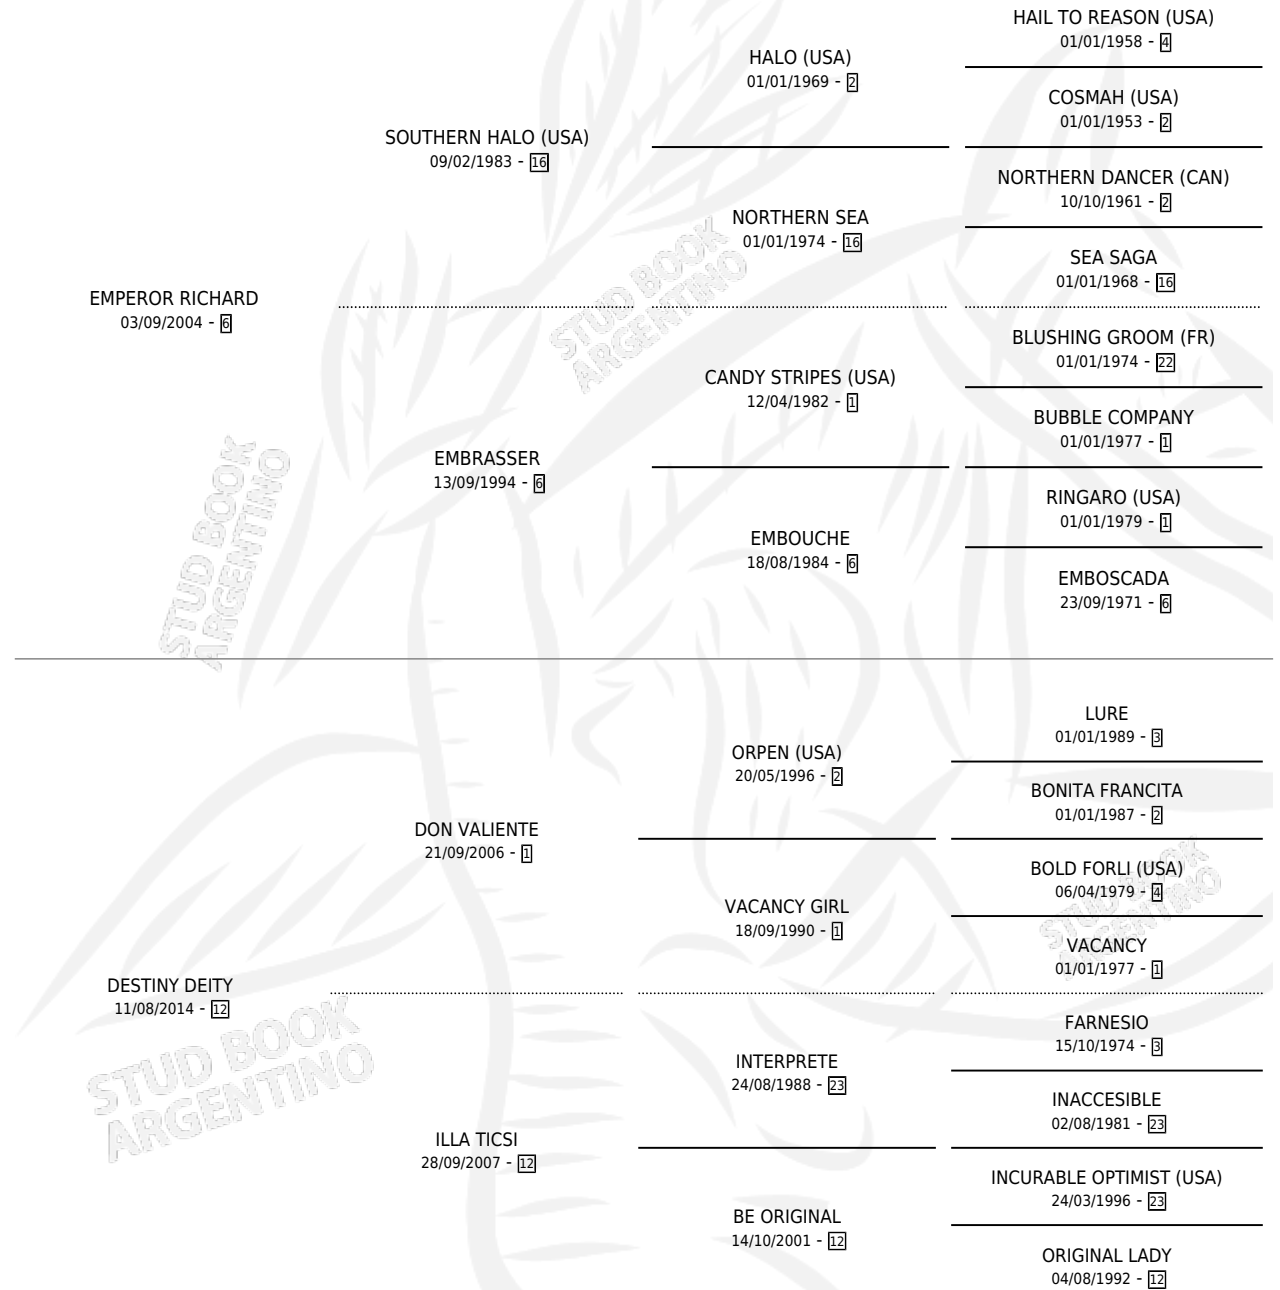 HAIL TO REASON (USA)
01/01/1958 - 4
HALO (USA)
01/01/1969 - 2
COSMAH (USA)
01/01/1953 - 2
SOUTHERN HALO (USA)
09/02/1983 - 16
NORTHERN DANCER (CAN)
10/10/1961 - 2
NORTHERN SEA
01/01/1974 - 16
SEA SAGA
01/01/1968 - 16
EMPEROR RICHARD
03/09/2004 - 6
STUD BOOK
ARGENTINO
BLUSHING GROOM (FR)
01/01/1974 - 22
CANDY STRIPES (USA)
12/04/1982 - 1
BUBBLE COMPANY
01/01/1977 - 1
EMBRASSER
13/09/1994 - 6
RINGARO (USA)
01/01/1979 - 1
EMBOUCHE
18/08/1984 - 6
EMBOSCADA
23/09/1971 - 6
STUD BOOK
ARGENTINO
LURE
01/01/1989 - 3
ORPEN (USA)
20/05/1996 - 2
BONITA FRANCITA
01/01/1987 - 2
DON VALIENTE
21/09/2006 - 1
BOLD FORLI (USA)
06/04/1979 - 4
VACANCY GIRL
18/09/1990 - 1
STUD BOOK
ARGENTINO
VACANCY
01/01/1977 - 1
DESTINY DEITY
11/08/2014 - 12
STUD BOOK
ARGENTINO
FARNESIO
15/10/1974 - 3
INTERPRETE
24/08/1988 - 23
INACCESIBLE
02/08/1981 - 23
ILLA TICSI
28/09/2007 - 12
INCURABLE OPTIMIST (USA)
24/03/1996 - 23
BE ORIGINAL
14/10/2001 - 12
ORIGINAL LADY
04/08/1992 - 12